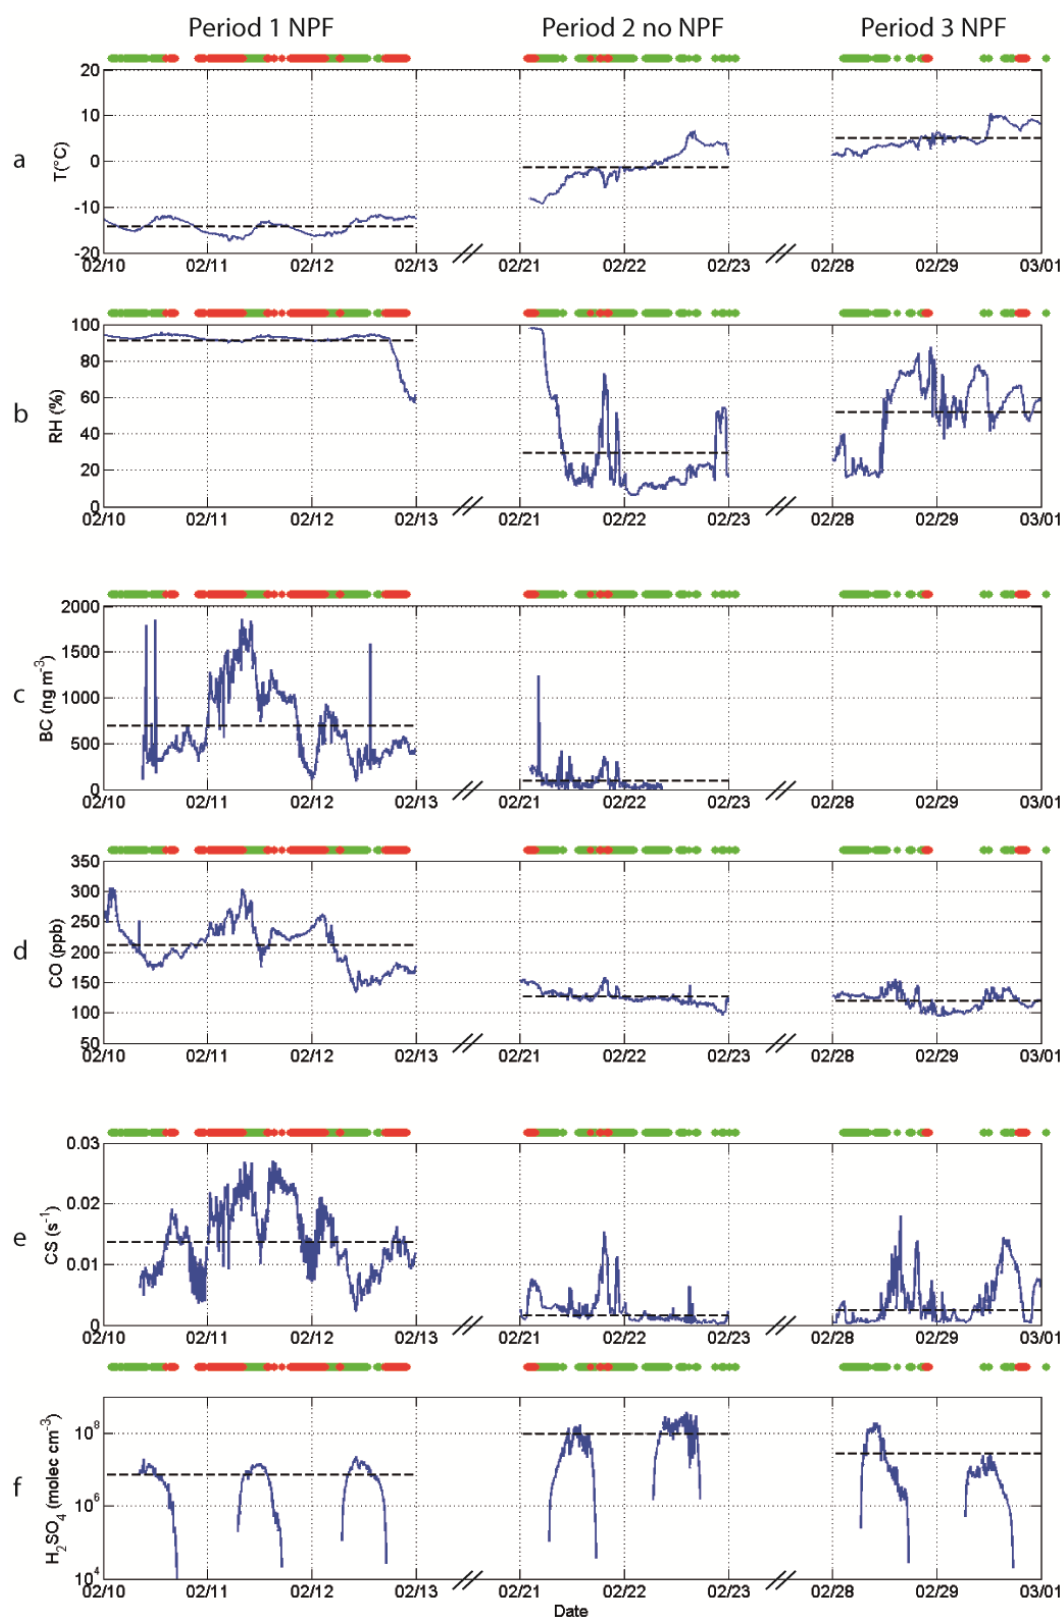 Period 1 NPF Period 2 no NPF Period 3 NPF
a
T(°C)
20
10
0
-10
-20
02/10 02/11 02/12 02/13 02/21 02/22 02/23 02/28 02/29 03/01
b
RH (%)
100
80
60
40
20
0
02/10 02/11 02/12 02/13 02/21 02/22 02/23 02/28 02/29 03/01
c
BC (ng m⁻³)
2000
1500
1000
500
0
02/10 02/11 02/12 02/13 02/21 02/22 02/23 02/28 02/29 03/01
d
CO (ppb)
350
300
250
200
150
100
50
02/10 02/11 02/12 02/13 02/21 02/22 02/23 02/28 02/29 03/01
e
CS (s⁻¹)
0.03
0.02
0.01
0
02/10 02/11 02/12 02/13 02/21 02/22 02/23 02/28 02/29 03/01
f
H₂SO₄ (molec cm⁻³)
10⁸
10⁶
10⁴
02/10 02/11 02/12 02/13 02/21 02/22 02/23 02/28 02/29 03/01
Date